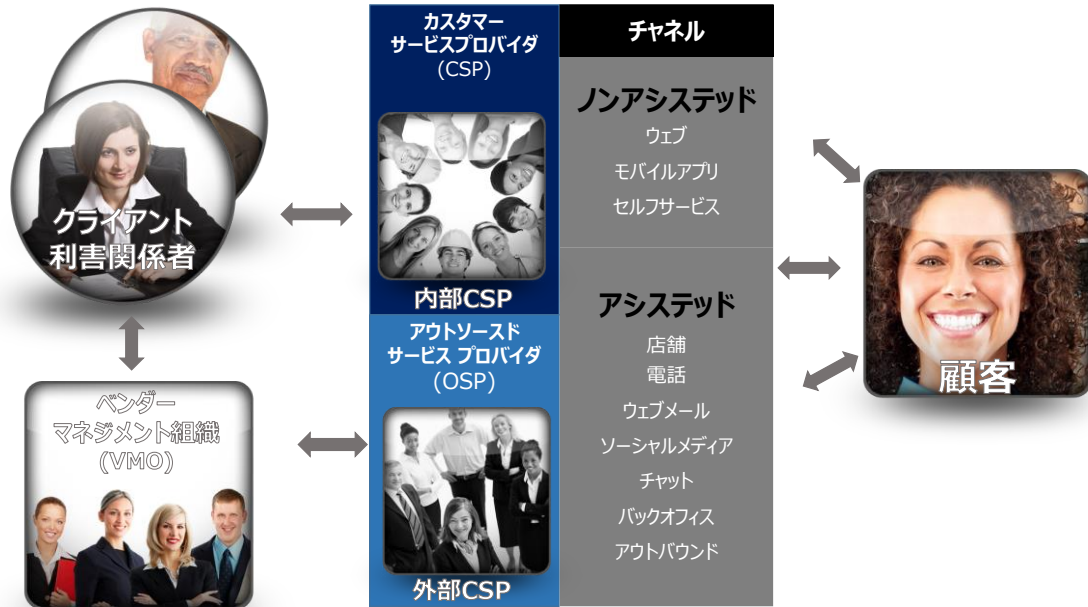 クライアント
利害関係者
ベンダー
マネジメント組織
(VMO)
カスタマー
サービスプロバイダ
(CSP)
内部CSP
アウトソースド
サービス プロバイダ
(OSP)
外部CSP
チャネル
ノンアシステッド
ウェブ
モバイルアプリ
セルフサービス
アシステッド
店舗
電話
ウェブメール
ソーシャルメディア
チャット
バックオフィス
アウトバウンド
顧客